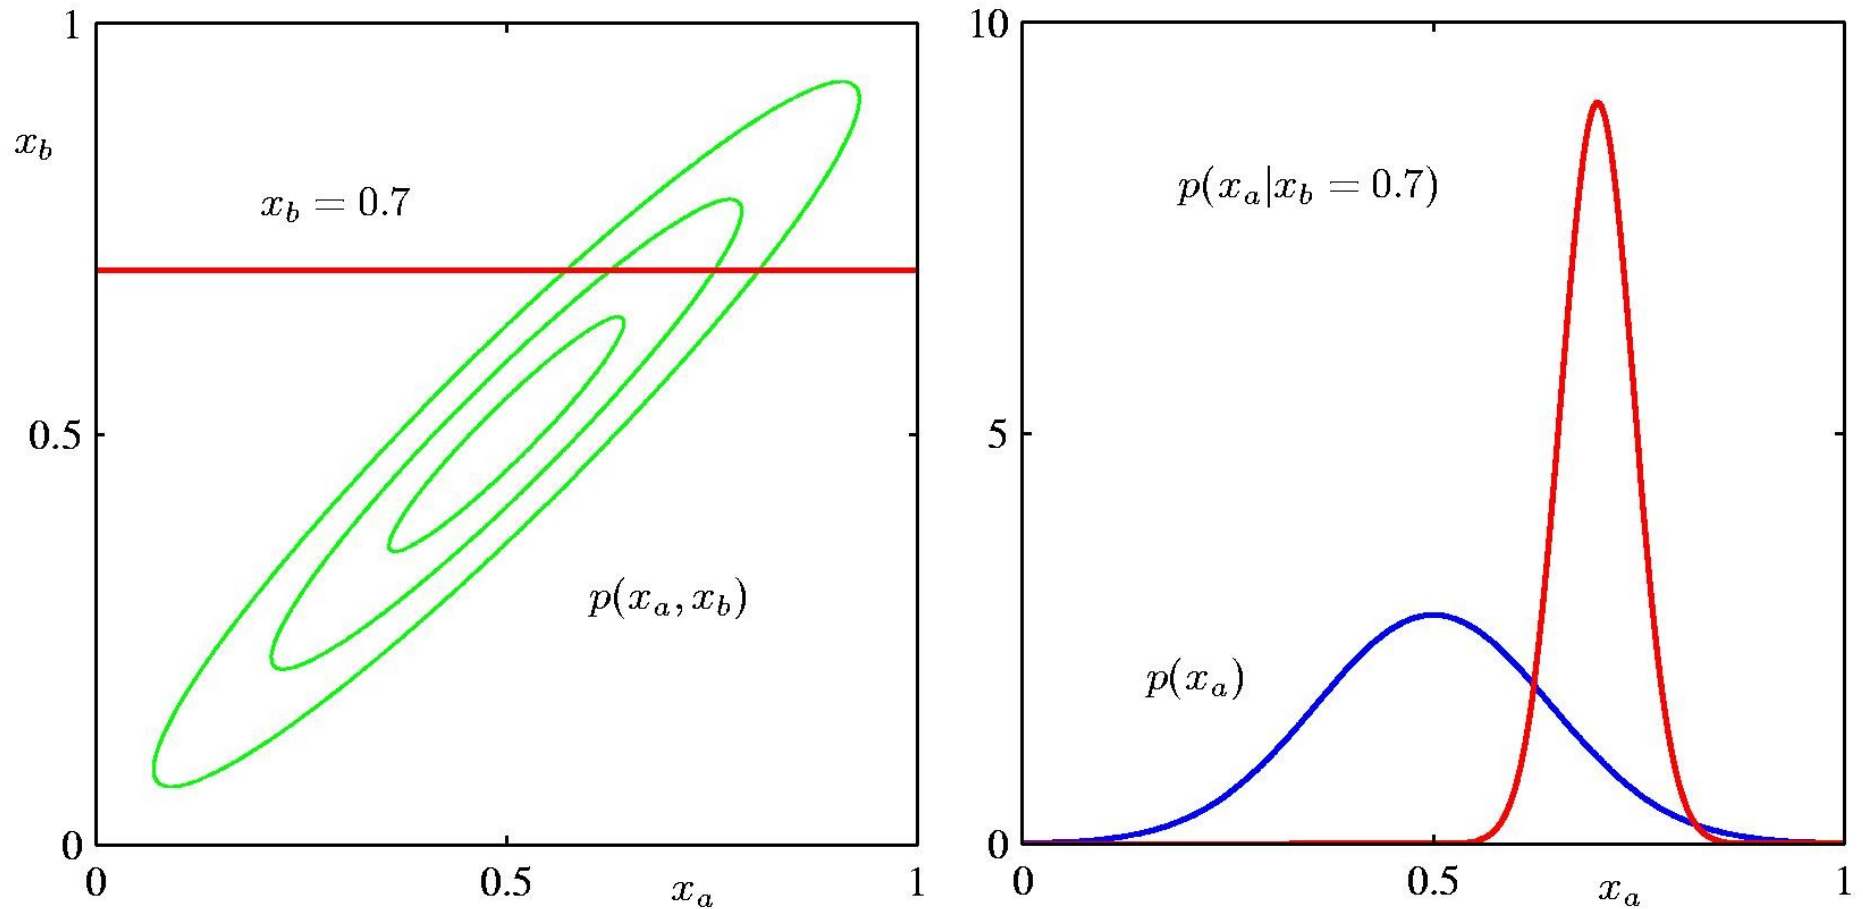 1
x_b
x_b = 0.7
0.5
p(x_a, x_b)
0
0
0.5
x_a
1
10
p(x_a|x_b = 0.7)
5
p(x_a)
0
0
0.5
x_a
1